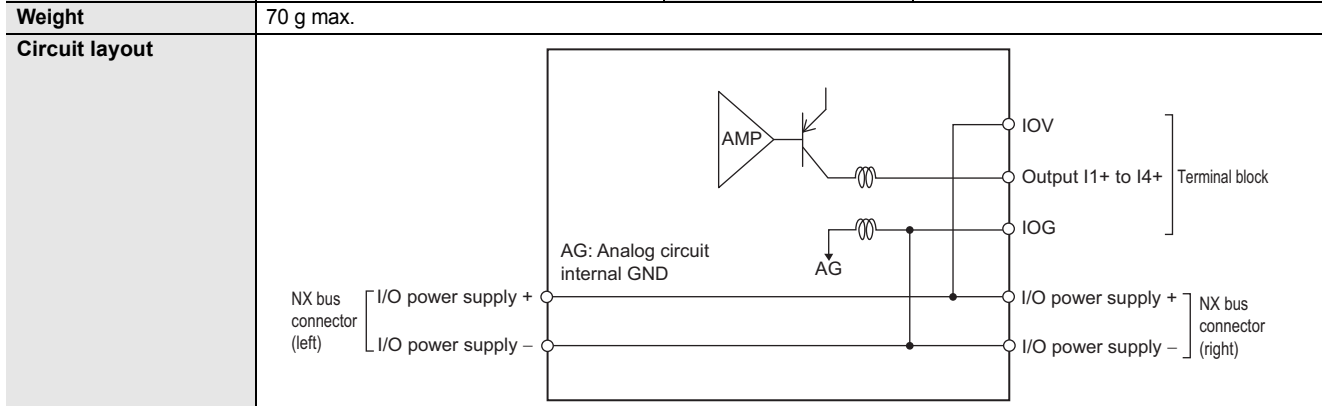 Weight
70 g max.
Circuit layout
AMP
IOV
Output I1+ to I4+
Terminal block
IOG
AG: Analog circuit
internal GND
AG
NX bus
connector
(left)
I/O power supply +
I/O power supply –
I/O power supply +
I/O power supply –
NX bus
connector
(right)